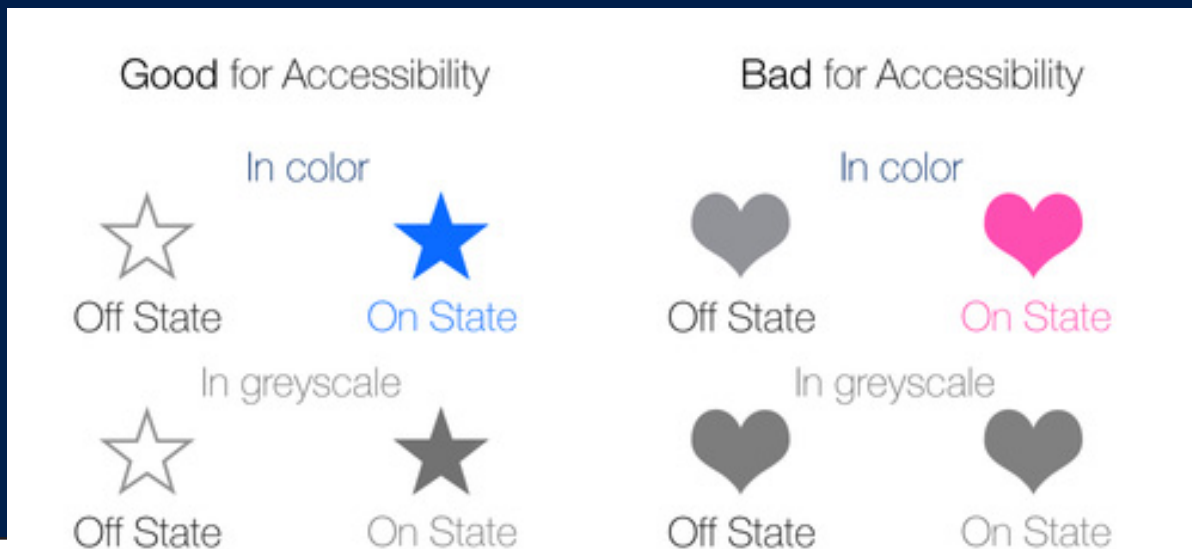 Good for Accessibility
In color
Off State On State
In greyscale
Off State On State
Bad for Accessibility
In color
Off State On State
In greyscale
Off State On State